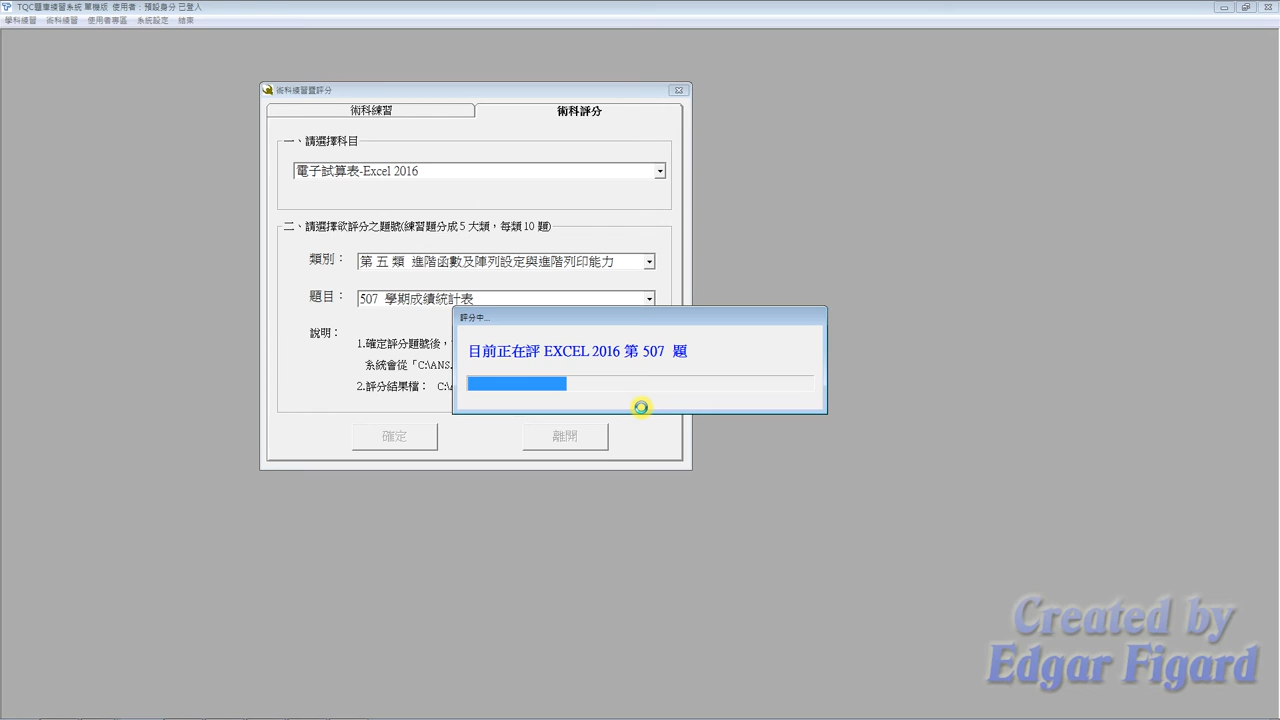 TQC題庫練習系統 單機版 使用者：預設身分 已登入
學科練習 術科練習 使用者專區 系統設定 結束
術科練習暨評分
術科練習 術科評分
一、請選擇科目
電子試算表-Excel 2016
二、請選擇欲評分之題號(練習題分成 5 大類，每類 10 題)
類別： 第 五 類 進階函數及陣列設定與進階列印能力
題目： 507 學期成績統計表
說明：
1.確定評分題號後，
系統會從「C:\ANS.
2.評分結果檔： C:\
評分中...
目前正在評 EXCEL 2016 第 507 題
確定 離開
Created by
Edgar Figard